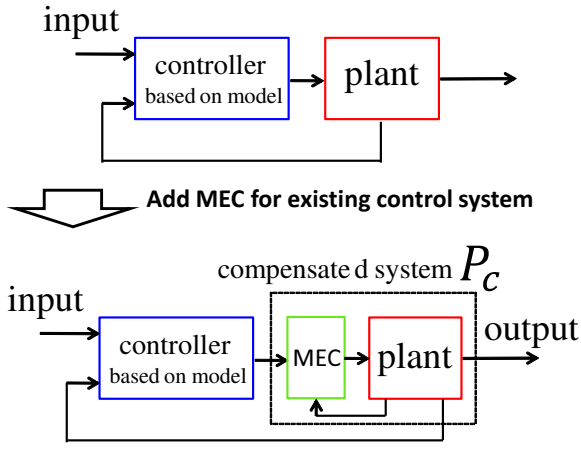 input
controller
based on model
plant
Add MEC for existing control system
compensate d system P_c
input
controller
based on model
MEC
plant
output